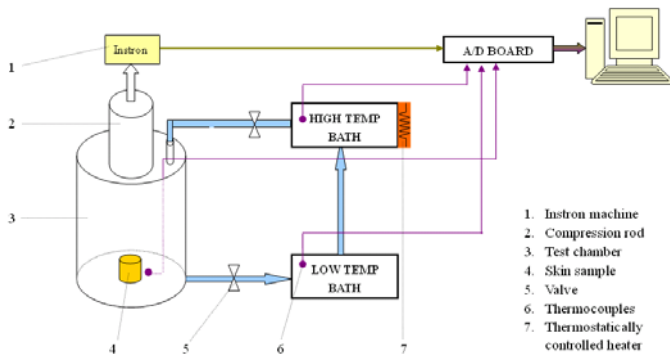 Instron
A/D BOARD
1
2
HIGH TEMP
BATH
3
7
LOW TEMP
BATH
4
5
6
1. Instron machine
2. Compression rod
3. Test chamber
4. Skin sample
5. Valve
6. Thermocouples
7. Thermostatically
controlled heater